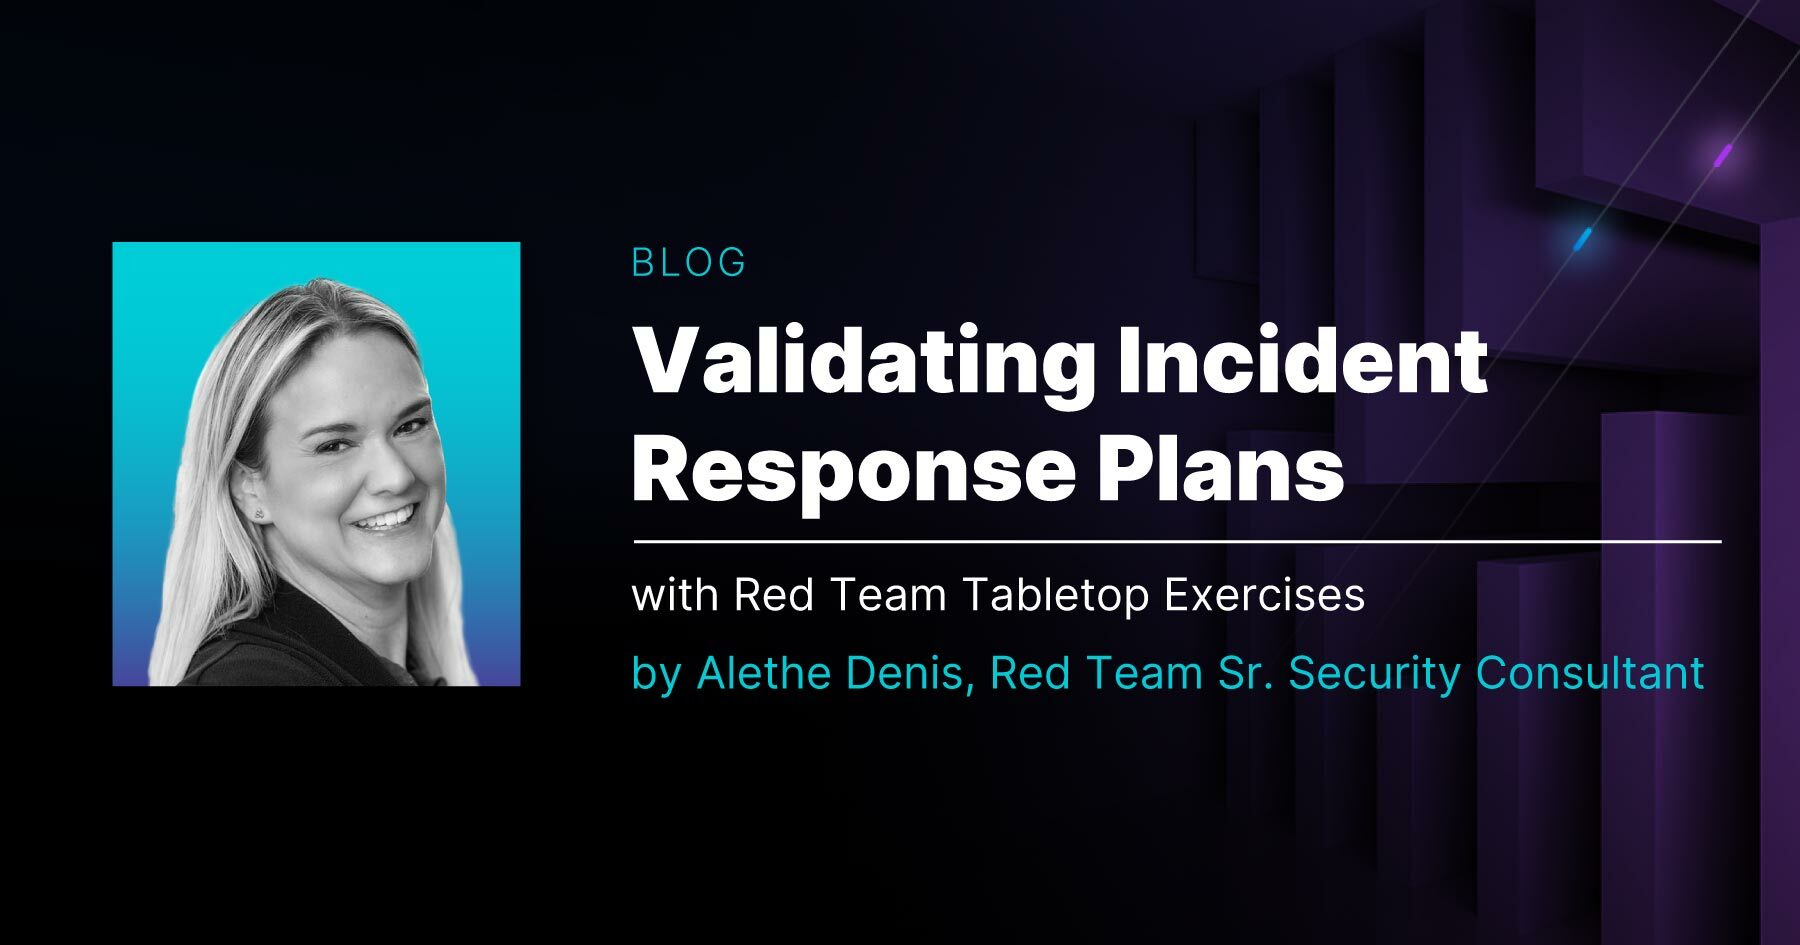 BLOG
Validating Incident
Response Plans
with Red Team Tabletop Exercises
by Alethe Denis, Red Team Sr. Security Consultant